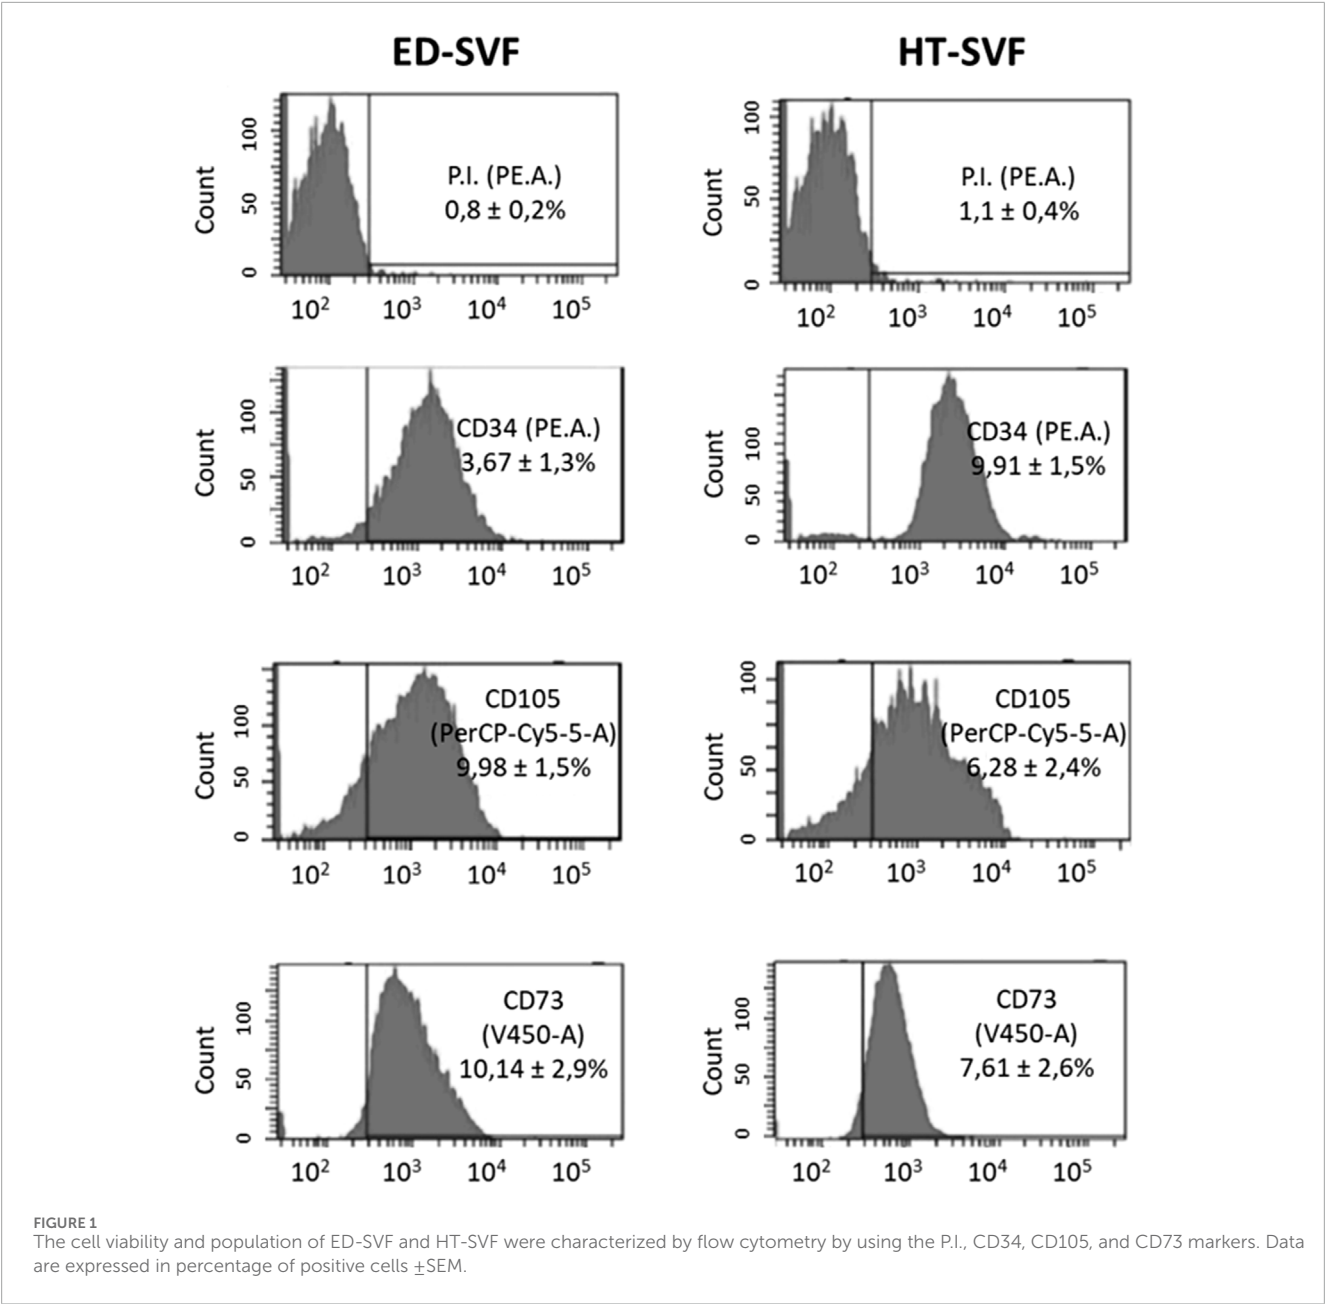 ED-SVF
HT-SVF
Count
100
50
0
P.I. (PE.A.)
0,8 ± 0,2%
10²
10³
10⁴
10⁵
Count
100
50
0
P.I. (PE.A.)
1,1 ± 0,4%
10²
10³
10⁴
10⁵
Count
100
50
0
CD34 (PE.A.)
3,67 ± 1,3%
10²
10³
10⁴
10⁵
Count
100
50
0
CD34 (PE.A.)
9,91 ± 1,5%
10²
10³
10⁴
10⁵
Count
100
50
0
CD105
(PerCP-Cy5-5-A)
9,98 ± 1,5%
10²
10³
10⁴
10⁵
Count
100
50
0
CD105
(PerCP-Cy5-5-A)
6,28 ± 2,4%
10²
10³
10⁴
10⁵
Count
100
50
0
CD73
(V450-A)
10,14 ± 2,9%
10²
10³
10⁴
10⁵
Count
100
50
0
CD73
(V450-A)
7,61 ± 2,6%
10²
10³
10⁴
10⁵
FIGURE 1
The cell viability and population of ED-SVF and HT-SVF were characterized by flow cytometry by using the P.I., CD34, CD105, and CD73 markers. Data
are expressed in percentage of positive cells ±SEM.